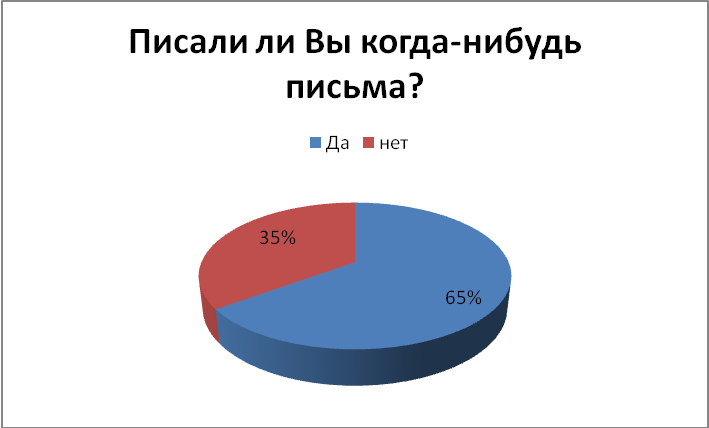 Писали ли Вы когда-нибудь
письма?
Да нет
35%
65%